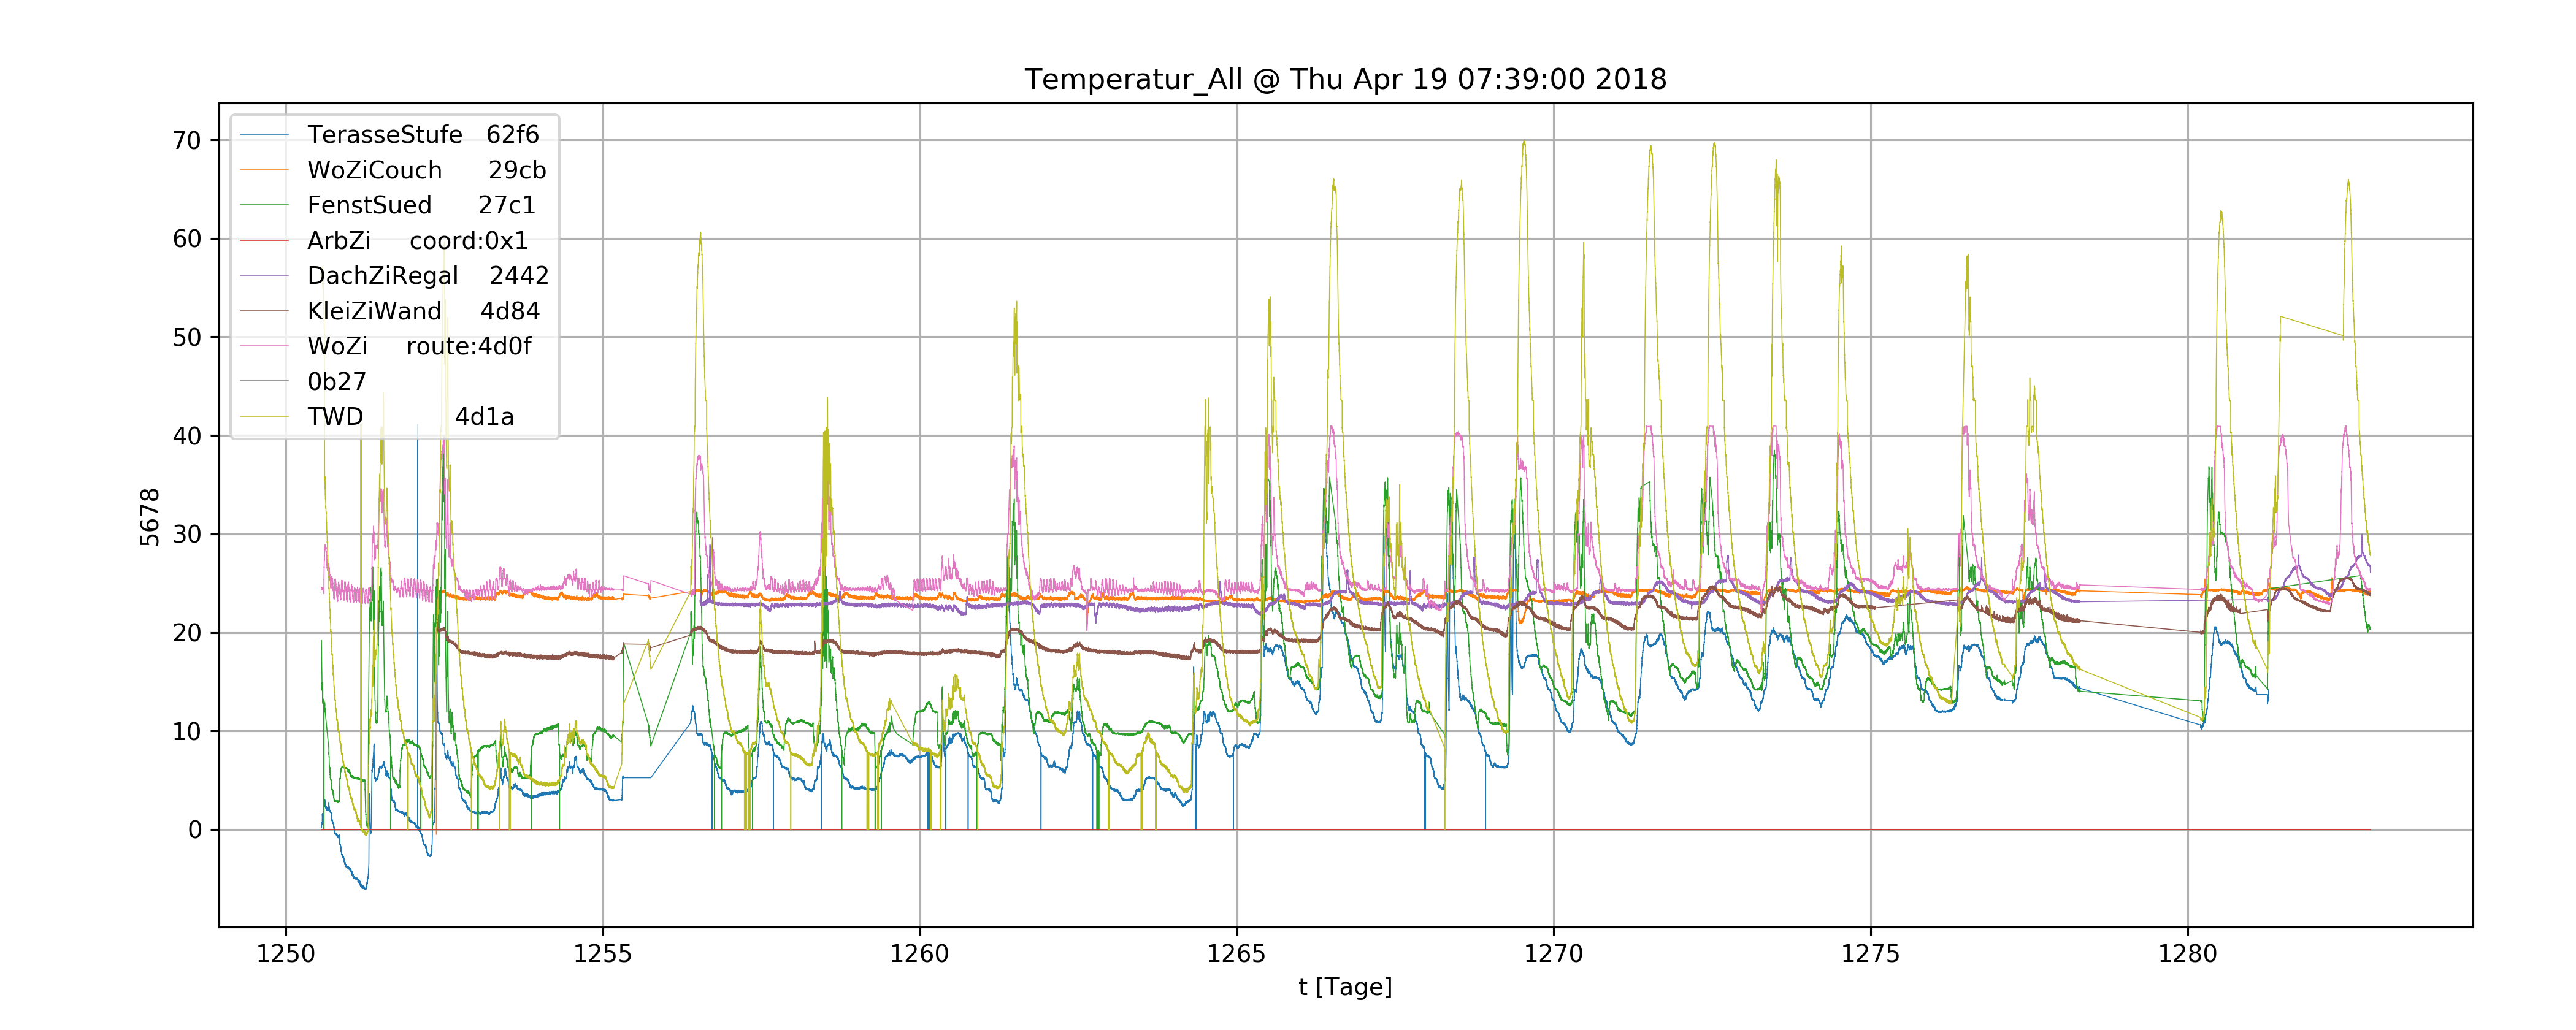 Temperatur_All @ Thu Apr 19 07:39:00 2018
70
60
50
40
30
20
10
0
5678
TerasseStufe 62f6
WoZiCouch 29cb
FenstSued 27c1
ArbZi coord:0x1
DachZiRegal 2442
KleiZiWand 4d84
WoZi route:4d0f
0b27
TWD 4d1a
1250 1255 1260 1265 1270 1275 1280
t [Tage]